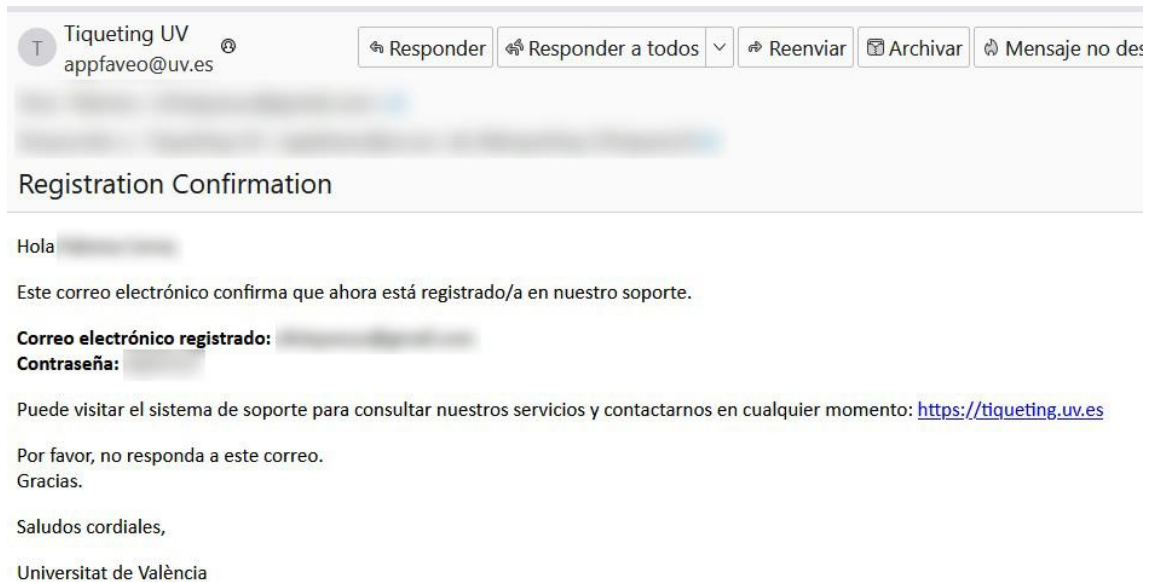 T
Tiqueting UV
appfaveo@uv.es
Responder
Responder a todos
Reenviar
Archivar
Mensaje no des
Registration Confirmation
Hola
Este correo electrónico confirma que ahora está registrado/a en nuestro soporte.
Correo electrónico registrado:
Contraseña:
Puede visitar el sistema de soporte para consultar nuestros servicios y contactarnos en cualquier momento: https://tiqueting.uv.es
Por favor, no responda a este correo.
Gracias.
Saludos cordiales,
Universitat de València